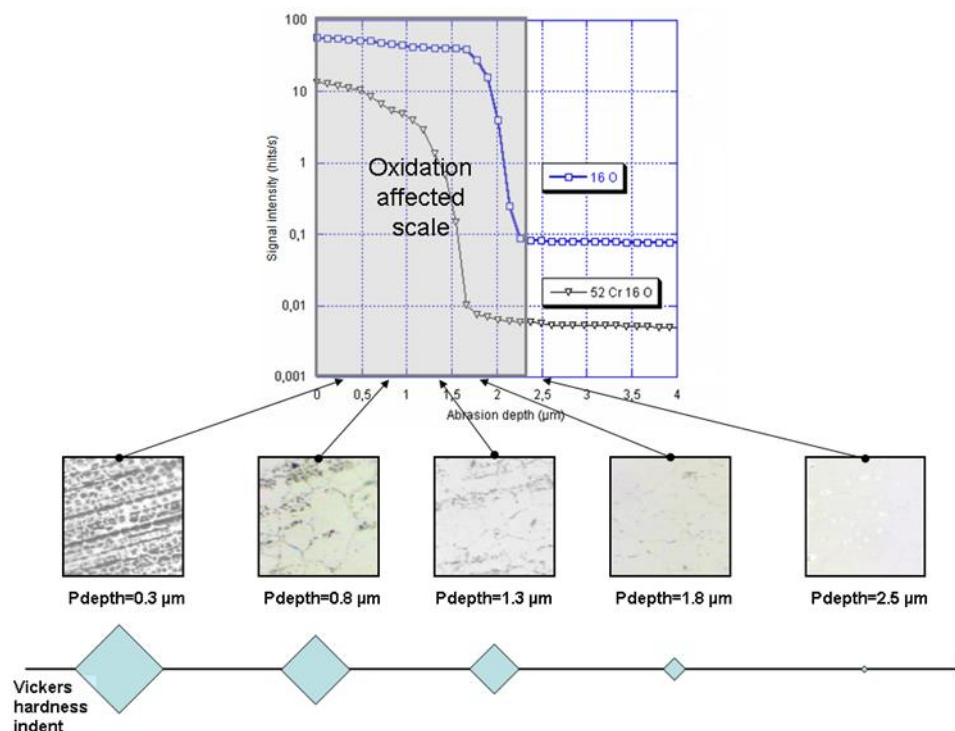 100
10
1
0,1
0,01
0,001
Signal intensity (hits/s)
Oxidation
affected
scale
16 O
52 Cr 16 O
0 0,5 1 1,5 2 2,5 3 3,5 4
Abrasion depth (µm)
Pdepth=0.3 µm Pdepth=0.8 µm Pdepth=1.3 µm Pdepth=1.8 µm Pdepth=2.5 µm
Vickers
hardness
indent